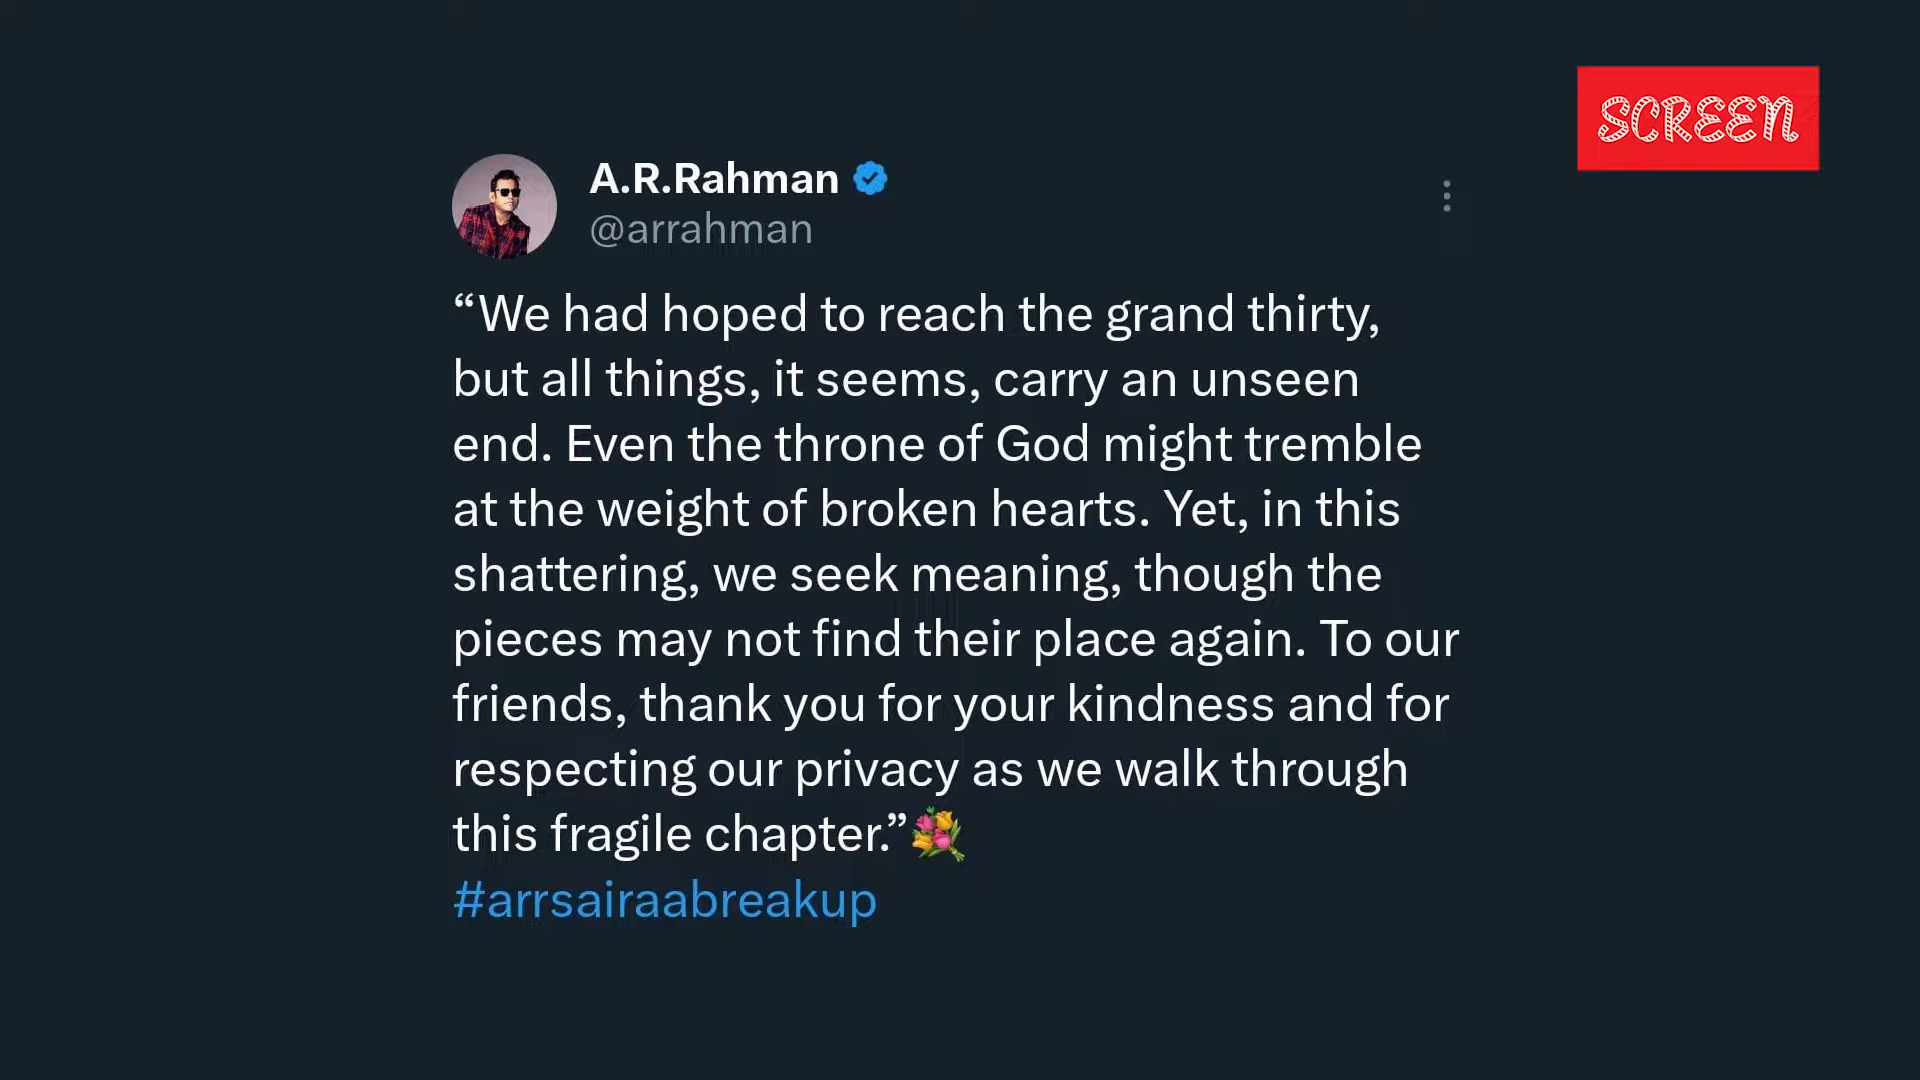 SCREEN
A.R.Rahman
@arrahman
“We had hoped to reach the grand thirty,
but all things, it seems, carry an unseen
end. Even the throne of God might tremble
at the weight of broken hearts. Yet, in this
shattering, we seek meaning, though the
pieces may not find their place again. To our
friends, thank you for your kindness and for
respecting our privacy as we walk through
this fragile chapter.”💐
#arrsairaabreakup